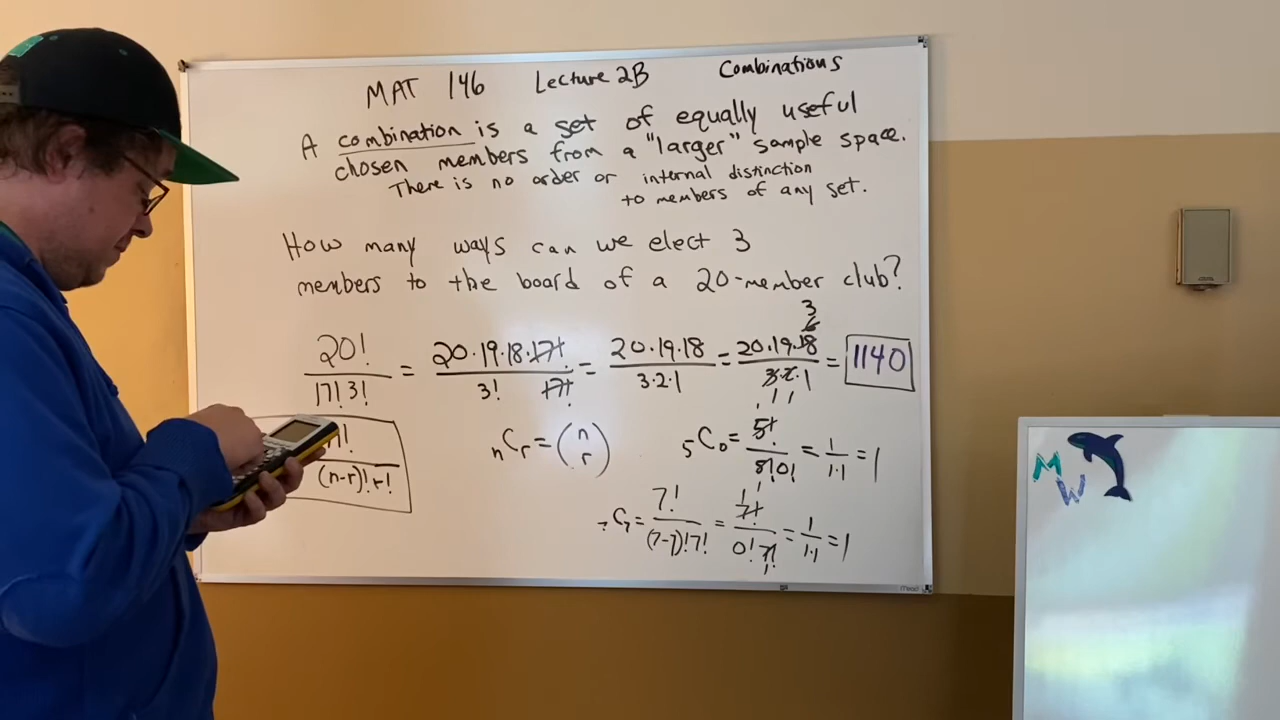 MAT 146 Lecture 2B Combinations
A combination is a set of equally useful
chosen members from a "larger" sample space.
There is no order or internal distinction
to members of any set.
How many ways can we elect 3
members to the board of a 20-member club?
20!/17!3! = 20·19·18·17!/3! 17! = 20·19·18/3·2·1 = 20·19·18/3·2·1 = 1140
3
6
1 1
n!/(n-r)!r!
nCr = (n r)
5C0 = 5!/5!0! = 1/1·1 = 1
7C7 = 7!/(7-7)!7! = 7!/0!7! = 1/1·1 = 1
M
W